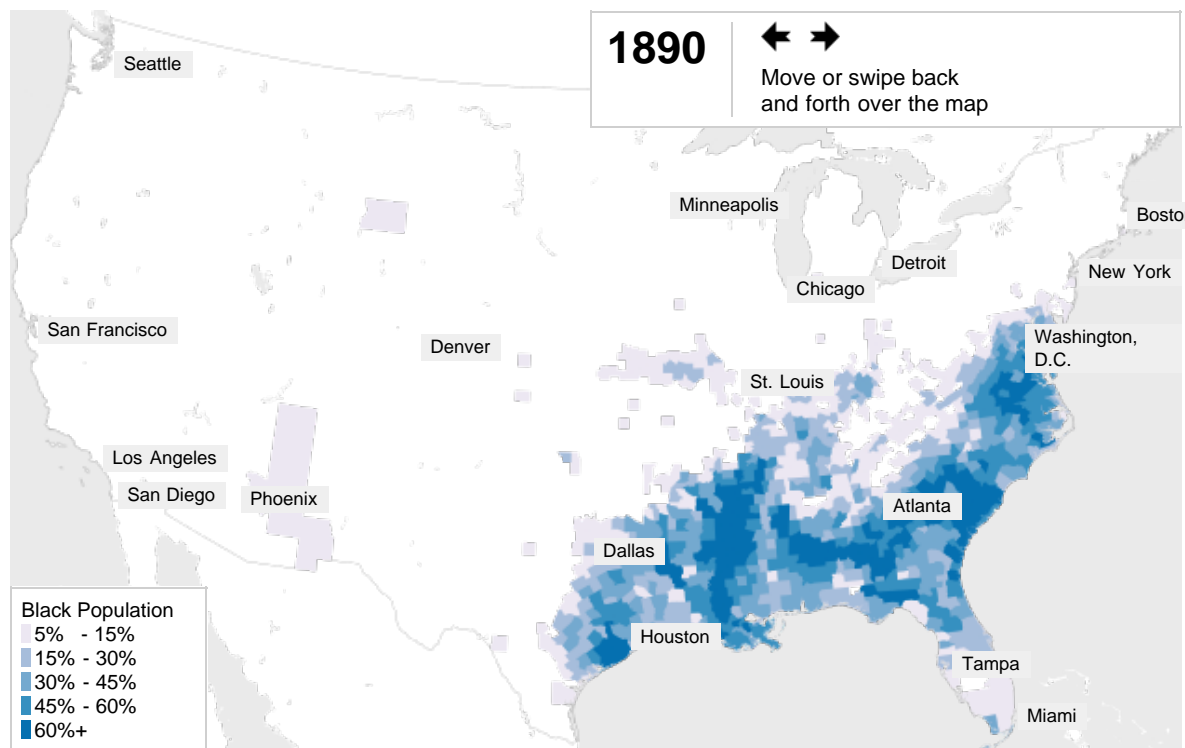 1890
Move or swipe back
and forth over the map
Seattle
Minneapolis
Bosto
Detroit
New York
Chicago
San Francisco
Washington,
D.C.
Denver
St. Louis
Los Angeles
San Diego
Phoenix
Atlanta
Dallas
Houston
Tampa
Miami
Black Population
5% - 15%
15% - 30%
30% - 45%
45% - 60%
60%+